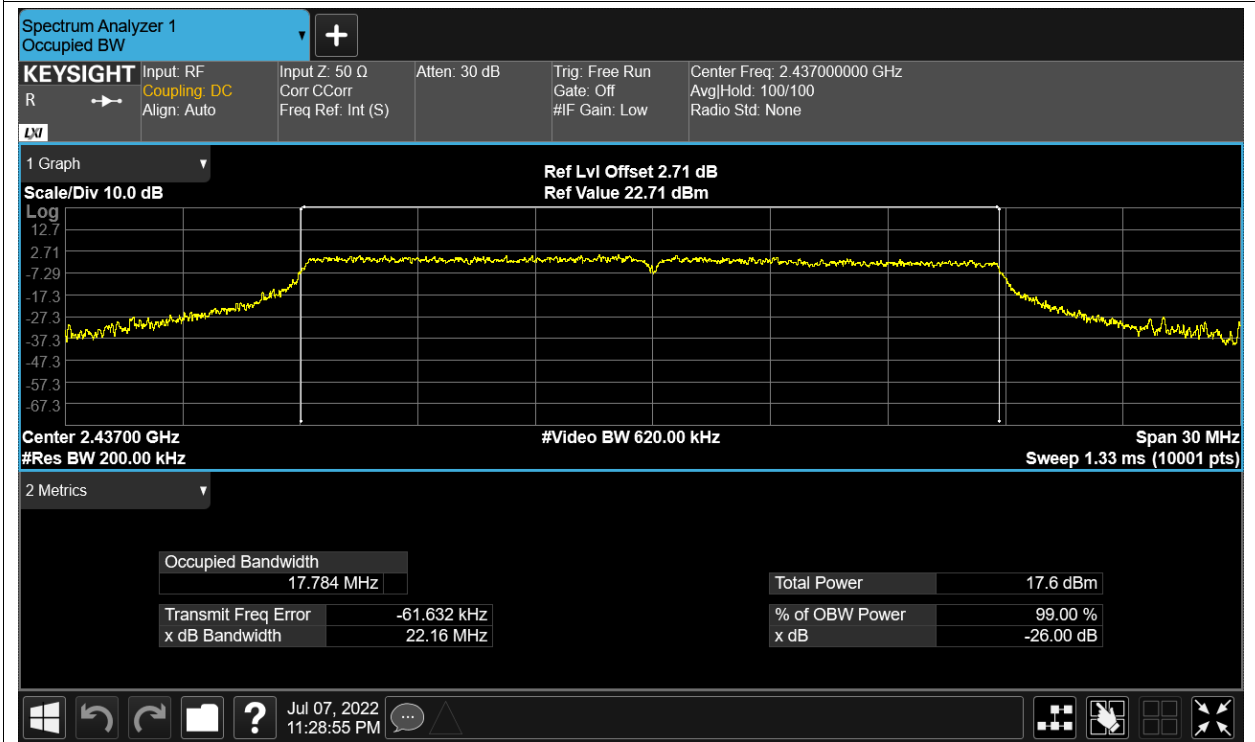 Spectrum Analyzer 1
Occupied BW
KEYSIGHT Input: RF Input Z: 50 Ω Atten: 30 dB Trig: Free Run Center Freq: 2.437000000 GHz
R Coupling: DC Corr CCorr Gate: Off Avg|Hold: 100/100
Align: Auto Freq Ref: Int (S) #IF Gain: Low Radio Std: None
LXI
1 Graph
Ref Lvl Offset 2.71 dB
Scale/Div 10.0 dB Ref Value 22.71 dBm
Log
12.7
2.71
-7.29
-17.3
-27.3
-37.3
-47.3
-57.3
-67.3
Center 2.43700 GHz #Video BW 620.00 kHz Span 30 MHz
#Res BW 200.00 kHz Sweep 1.33 ms (10001 pts)
2 Metrics
Occupied Bandwidth
17.784 MHz Total Power 17.6 dBm
Transmit Freq Error -61.632 kHz % of OBW Power 99.00 %
x dB Bandwidth 22.16 MHz x dB -26.00 dB
? Jul 07, 2022
11:28:55 PM